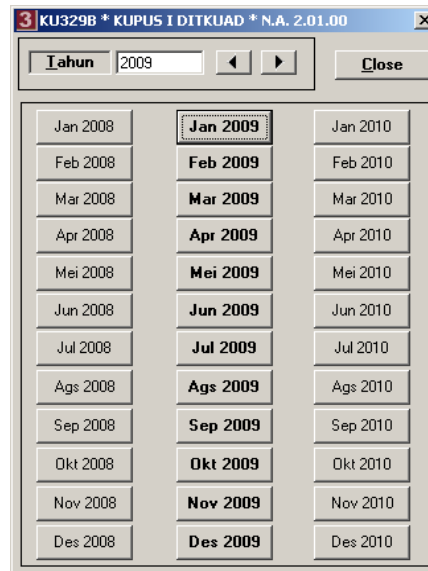 3 KU329B * KUPUS I DITKUAD * N.A. 2.01.00
Tahun 2009 Close
Jan 2008 Jan 2009 Jan 2010
Feb 2008 Feb 2009 Feb 2010
Mar 2008 Mar 2009 Mar 2010
Apr 2008 Apr 2009 Apr 2010
Mei 2008 Mei 2009 Mei 2010
Jun 2008 Jun 2009 Jun 2010
Jul 2008 Jul 2009 Jul 2010
Ags 2008 Ags 2009 Ags 2010
Sep 2008 Sep 2009 Sep 2010
Okt 2008 Okt 2009 Okt 2010
Nov 2008 Nov 2009 Nov 2010
Des 2008 Des 2009 Des 2010